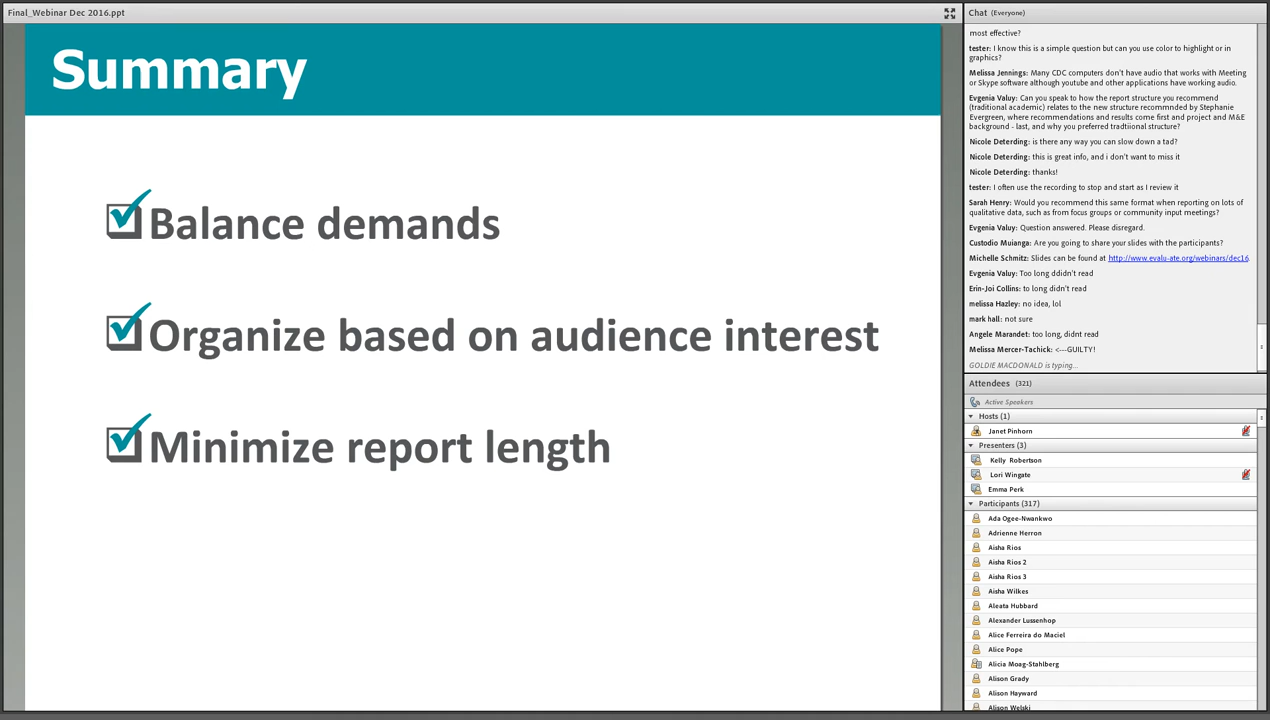 Final_Webinar Dec 2016.ppt
Summary
Balance demands
Organize based on audience interest
Minimize report length
Chat (Everyone)
most effective?
tester: I know this is a simple question but can you use color to highlight or in
graphics?
Melissa Jennings: Many CDC computers don't have audio that works with Meeting
or Skype software although youtube and other applications have working audio.
Evgenia Valuy: Can you speak to how the report structure you recommend
(traditional academic) relates to the new structure recommnded by Stephanie
Evergreen, where recommendations and results come first and project and M&E
background - last, and why you preferred tradtiional structure?
Nicole Deterding: is there any way you can slow down a tad?
Nicole Deterding: this is great info, and i don't want to miss it
Nicole Deterding: thanks!
tester: I often use the recording to stop and start as I review it
Sarah Henry: Would you recommend this same format when reporting on lots of
qualitative data, such as from focus groups or community input meetings?
Evgenia Valuy: Question answered. Please disregard.
Custodio Muianga: Are you going to share your slides with the participants?
Michelle Schmitz: Slides can be found at http://www.evalu-ate.org/webinars/dec16.
Evgenia Valuy: Too long ddidn't read
Erin-Joi Collins: to long didn't read
melissa Hazley: no idea, lol
mark hall: not sure
Angele Marandet: too long, didnt read
Melissa Mercer-Tachick: <---GUILTY!
GOLDIE MACDONALD is typing...
Attendees (321)
Active Speakers
Hosts (1)
Janet Pinhorn
Presenters (3)
Kelly Robertson
Lori Wingate
Emma Perk
Participants (317)
Ada Ogee-Nwankwo
Adrienne Herron
Aisha Rios
Aisha Rios 2
Aisha Rios 3
Aisha Wilkes
Aleata Hubbard
Alexander Lussenhop
Alice Ferreira do Maciel
Alice Pope
Alicia Moag-Stahlberg
Alison Grady
Alison Hayward
Alison Welski